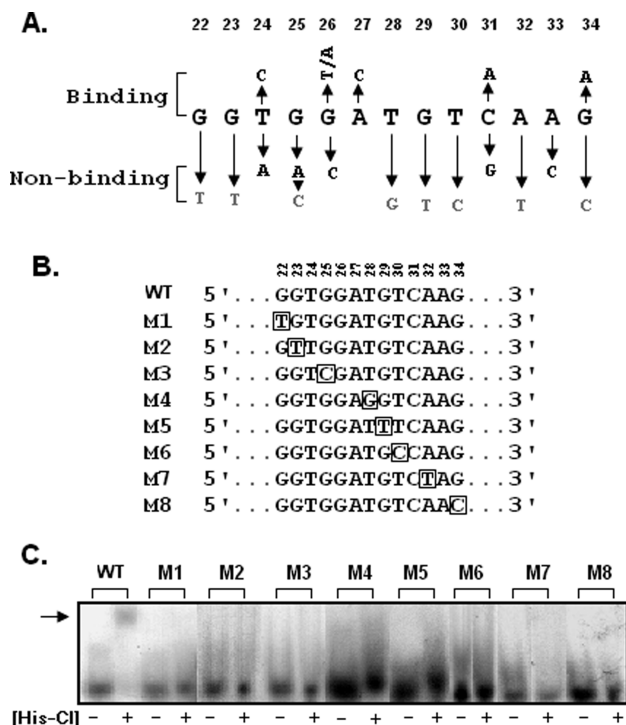 A.
22 23 24 25 26 27 28 29 30 31 32 33 34
C T/A C A A
Binding
G G T G G A T G T C A A G
Non-binding
A A C G C
T T C G T C T C
B.
22 23 24 25 26 27 28 29 30 31 32 33 34
WT 5'...GGTGGATGTCAAG...3'
M1 5'...TGTGGATGTCAAG...3'
M2 5'...GTTGGATGTCAAG...3'
M3 5'...GGTCGATGTCAAG...3'
M4 5'...GGTGGAGGTCAAG...3'
M5 5'...GGTGGATTTCAAG...3'
M6 5'...GGTGGATGCCAAG...3'
M7 5'...GGTGGATGTCTAG...3'
M8 5'...GGTGGATGTCAAC...3'
C.
WT M1 M2 M3 M4 M5 M6 M7 M8
[His-CI] – + – + – + – + – + – + – + – + – +